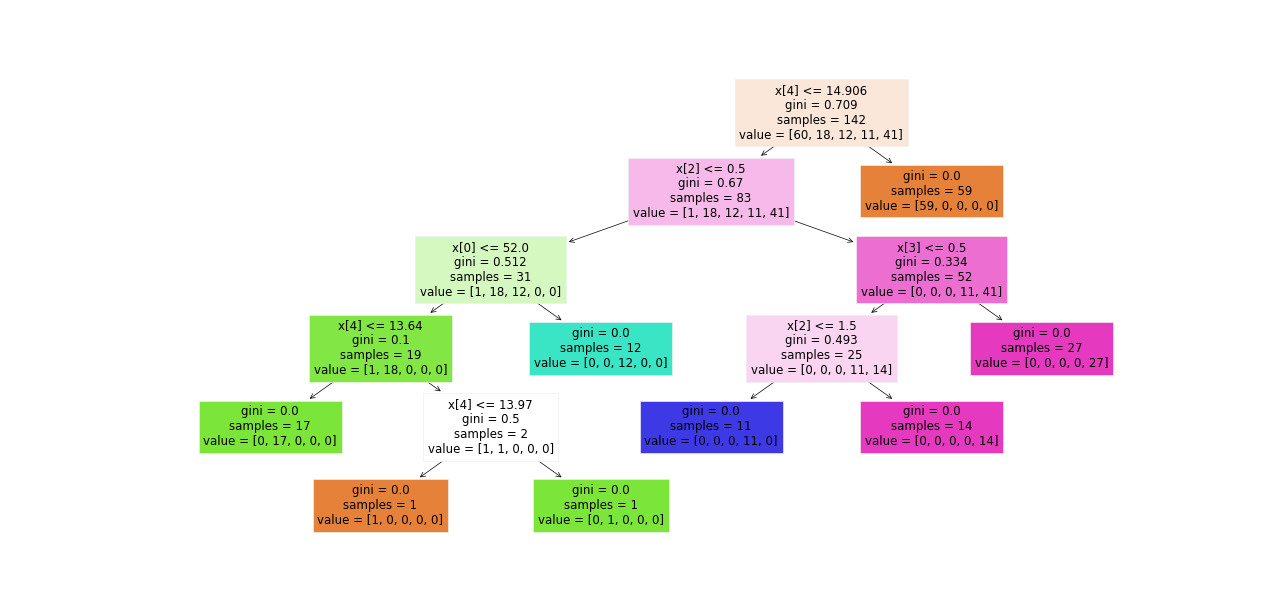 x[4] <= 14.906
gini = 0.709
samples = 142
value = [60, 18, 12, 11, 41]
x[2] <= 0.5
gini = 0.67
samples = 83
value = [1, 18, 12, 11, 41]
gini = 0.0
samples = 59
value = [59, 0, 0, 0, 0]
x[0] <= 52.0
gini = 0.512
samples = 31
value = [1, 18, 12, 0, 0]
x[3] <= 0.5
gini = 0.334
samples = 52
value = [0, 0, 0, 11, 41]
x[4] <= 13.64
gini = 0.1
samples = 19
value = [1, 18, 0, 0, 0]
gini = 0.0
samples = 12
value = [0, 0, 12, 0, 0]
x[2] <= 1.5
gini = 0.493
samples = 25
value = [0, 0, 0, 11, 14]
gini = 0.0
samples = 27
value = [0, 0, 0, 0, 27]
gini = 0.0
samples = 17
value = [0, 17, 0, 0, 0]
x[4] <= 13.97
gini = 0.5
samples = 2
value = [1, 1, 0, 0, 0]
gini = 0.0
samples = 11
value = [0, 0, 0, 11, 0]
gini = 0.0
samples = 14
value = [0, 0, 0, 0, 14]
gini = 0.0
samples = 1
value = [1, 0, 0, 0, 0]
gini = 0.0
samples = 1
value = [0, 1, 0, 0, 0]